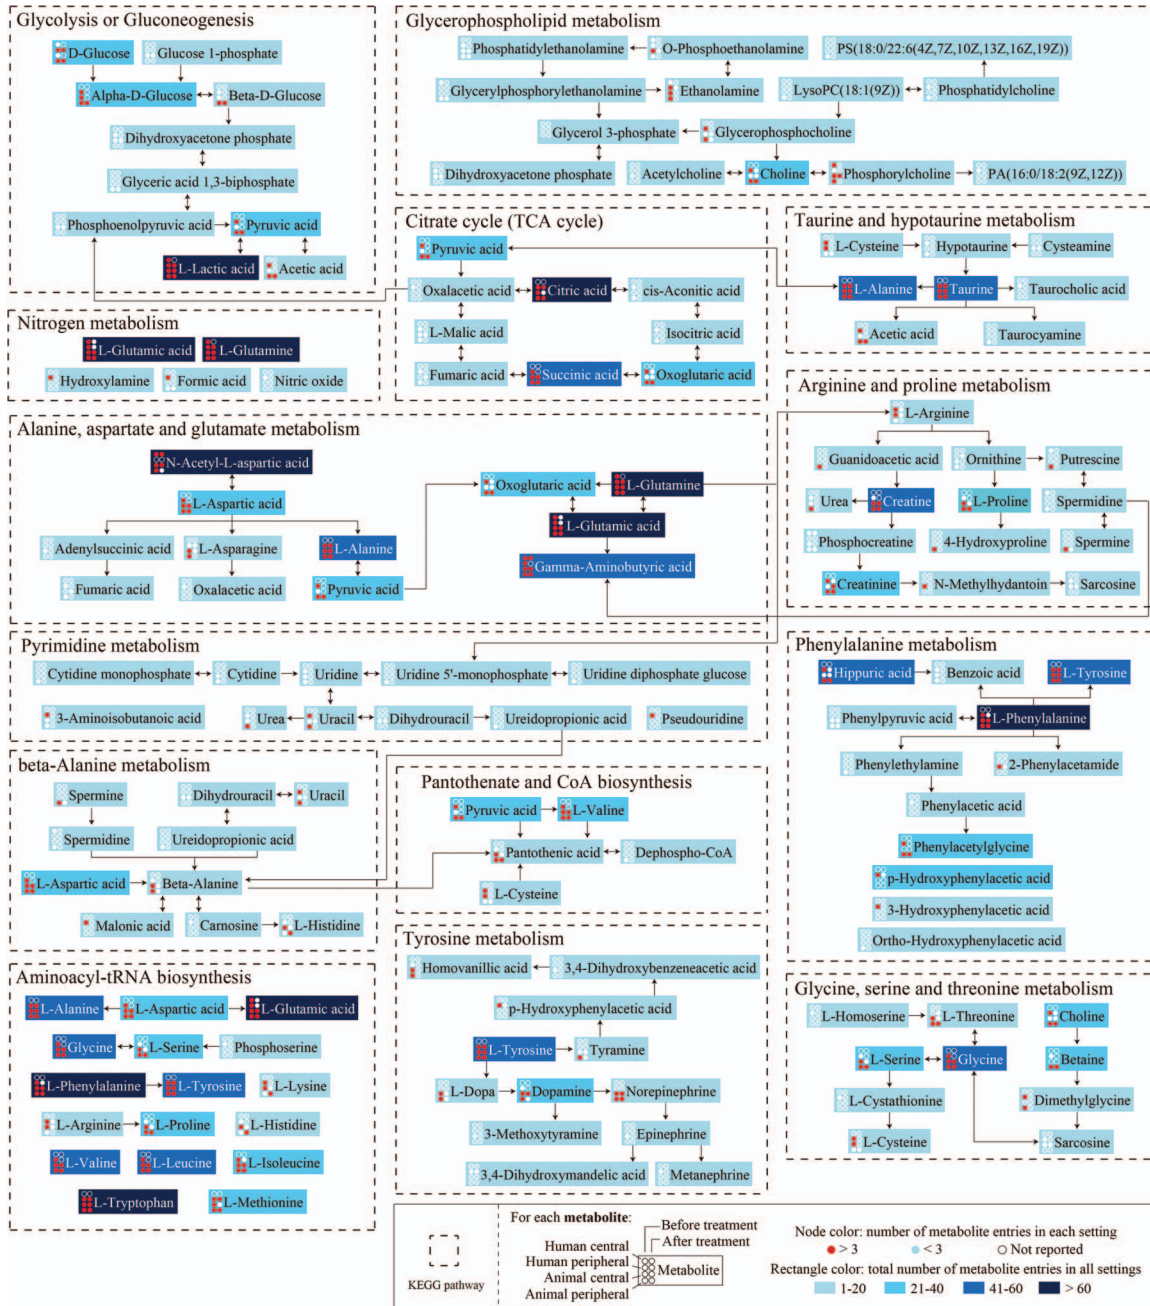 Glycolysis or Gluconeogenesis
D-Glucose
Glucose 1-phosphate
Alpha-D-Glucose
Beta-D-Glucose
Dihydroxyacetone phosphate
Glyceric acid 1,3-biphosphate
Phosphoenolpyruvic acid
Pyruvic acid
L-Lactic acid
Acetic acid
Glycerophospholipid metabolism
Phosphatidylethanolamine
O-Phosphoethanolamine
PS(18:0/22:6(4Z,7Z,10Z,13Z,16Z,19Z))
Glycerylphosphorylethanolamine
Ethanolamine
LysoPC(18:1(9Z))
Phosphatidylcholine
Glycerol 3-phosphate
Glycerophosphocholine
Dihydroxyacetone phosphate
Acetylcholine
Choline
Phosphorylcholine
PA(16:0/18:2(9Z,12Z))
Citrate cycle (TCA cycle)
Pyruvic acid
Oxalacetic acid
Citric acid
cis-Aconitic acid
L-Malic acid
Isocitric acid
Fumaric acid
Succinic acid
Oxoglutaric acid
Taurine and hypotaurine metabolism
L-Cysteine
Hypotaurine
Cysteamine
L-Alanine
Taurine
Taurocholic acid
Acetic acid
Taurocyamine
Nitrogen metabolism
L-Glutamic acid
L-Glutamine
Hydroxylamine
Formic acid
Nitric oxide
Arginine and proline metabolism
L-Arginine
Guanidoacetic acid
Ornithine
Putrescine
Urea
Creatine
L-Proline
Spermidine
Phosphocreatine
4-Hydroxyproline
Spermine
Creatinine
N-Methylhydantoin
Sarcosine
Alanine, aspartate and glutamate metabolism
N-Acetyl-L-aspartic acid
L-Aspartic acid
Oxoglutaric acid
L-Glutamine
L-Glutamic acid
Adenylsuccinic acid
L-Asparagine
L-Alanine
Gamma-Aminobutyric acid
Fumaric acid
Oxalacetic acid
Pyruvic acid
Pyrimidine metabolism
Cytidine monophosphate
Cytidine
Uridine
Uridine 5'-monophosphate
Uridine diphosphate glucose
3-Aminoisobutanoic acid
Urea
Uracil
Dihydrouracil
Ureidopropionic acid
Pseudouridine
Phenylalanine metabolism
Hippuric acid
Benzoic acid
L-Tyrosine
Phenylpyruvic acid
L-Phenylalanine
Phenylethylamine
2-Phenylacetamide
Phenylacetic acid
Phenylacetylglycine
p-Hydroxyphenylacetic acid
3-Hydroxyphenylacetic acid
Ortho-Hydroxyphenylacetic acid
beta-Alanine metabolism
Spermine
Dihydrouracil
Uracil
Spermidine
Ureidopropionic acid
L-Aspartic acid
Beta-Alanine
Malonic acid
Carnosine
L-Histidine
Pantothenate and CoA biosynthesis
Pyruvic acid
L-Valine
Pantothenic acid
Dephospho-CoA
L-Cysteine
Tyrosine metabolism
Homovanillic acid
3,4-Dihydroxybenzeneacetic acid
p-Hydroxyphenylacetic acid
L-Tyrosine
Tyramine
L-Dopa
Dopamine
Norepinephrine
3-Methoxytyramine
Epinephrine
3,4-Dihydroxymandelic acid
Metanephrine
Aminoacyl-tRNA biosynthesis
L-Alanine
L-Aspartic acid
L-Glutamic acid
Glycine
L-Serine
Phosphoserine
L-Phenylalanine
L-Tyrosine
L-Lysine
L-Arginine
L-Proline
L-Histidine
L-Valine
L-Leucine
L-Isoleucine
L-Tryptophan
L-Methionine
Glycine, serine and threonine metabolism
L-Homoserine
L-Threonine
Choline
L-Serine
Glycine
Betaine
L-Cystathionine
Dimethylglycine
L-Cysteine
Sarcosine
KEGG pathway
For each metabolite:
Before treatment
After treatment
Human central
Human peripheral
Animal central
Animal peripheral
Metabolite
Node color: number of metabolite entries in each setting
> 3
< 3
Not reported
Rectangle color: total number of metabolite entries in all settings
1-20
21-40
41-60
> 60